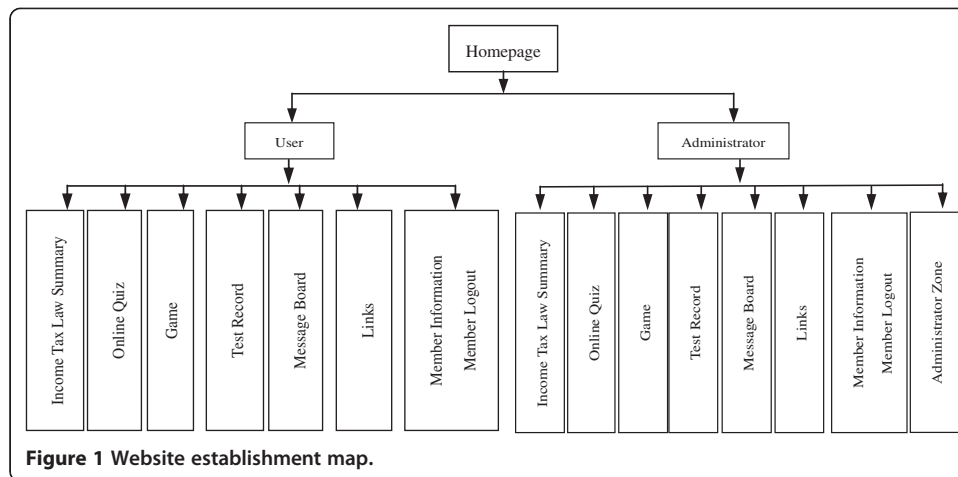 Homepage
User
Administrator
Income Tax Law Summary
Online Quiz
Game
Test Record
Message Board
Links
Member Information
Member Logout
Income Tax Law Summary
Online Quiz
Game
Test Record
Message Board
Links
Member Information
Member Logout
Administrator Zone
Figure 1 Website establishment map.